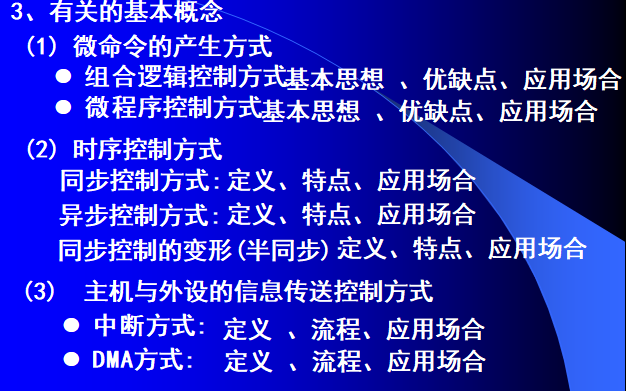 3、有关的基本概念
(1) 微命令的产生方式
● 组合逻辑控制方式基本思想 、优缺点、应用场合
● 微程序控制方式基本思想 、优缺点、应用场合
(2) 时序控制方式
同步控制方式:定义、特点、应用场合
异步控制方式:定义、特点、应用场合
同步控制的变形(半同步)定义、特点、应用场合
(3) 主机与外设的信息传送控制方式
● 中断方式: 定义 、流程、应用场合
● DMA方式: 定义 、流程、应用场合